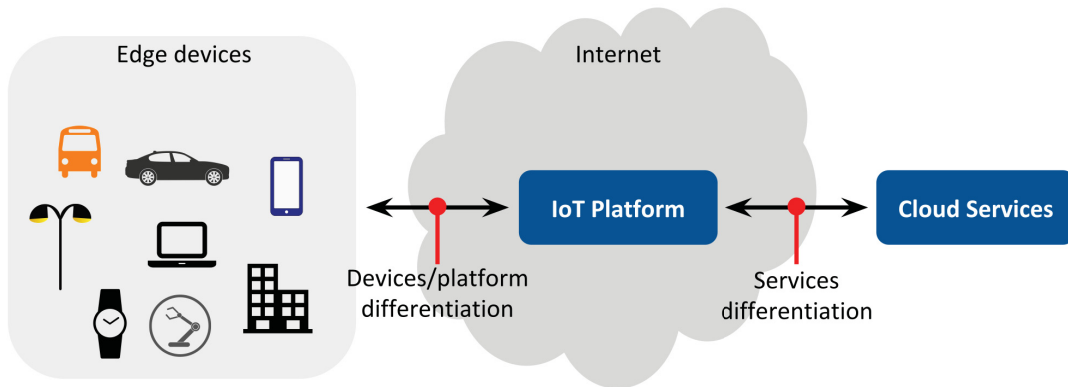 Edge devices
Internet
IoT Platform
Cloud Services
Devices/platform
differentiation
Services
differentiation